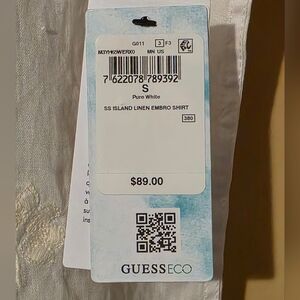 G011 3 F3
MN US
7 622078 789392
S
Pure White
SS ISLAND LINEN EMBRO SHIRT
380
$89.00
GUESSECO